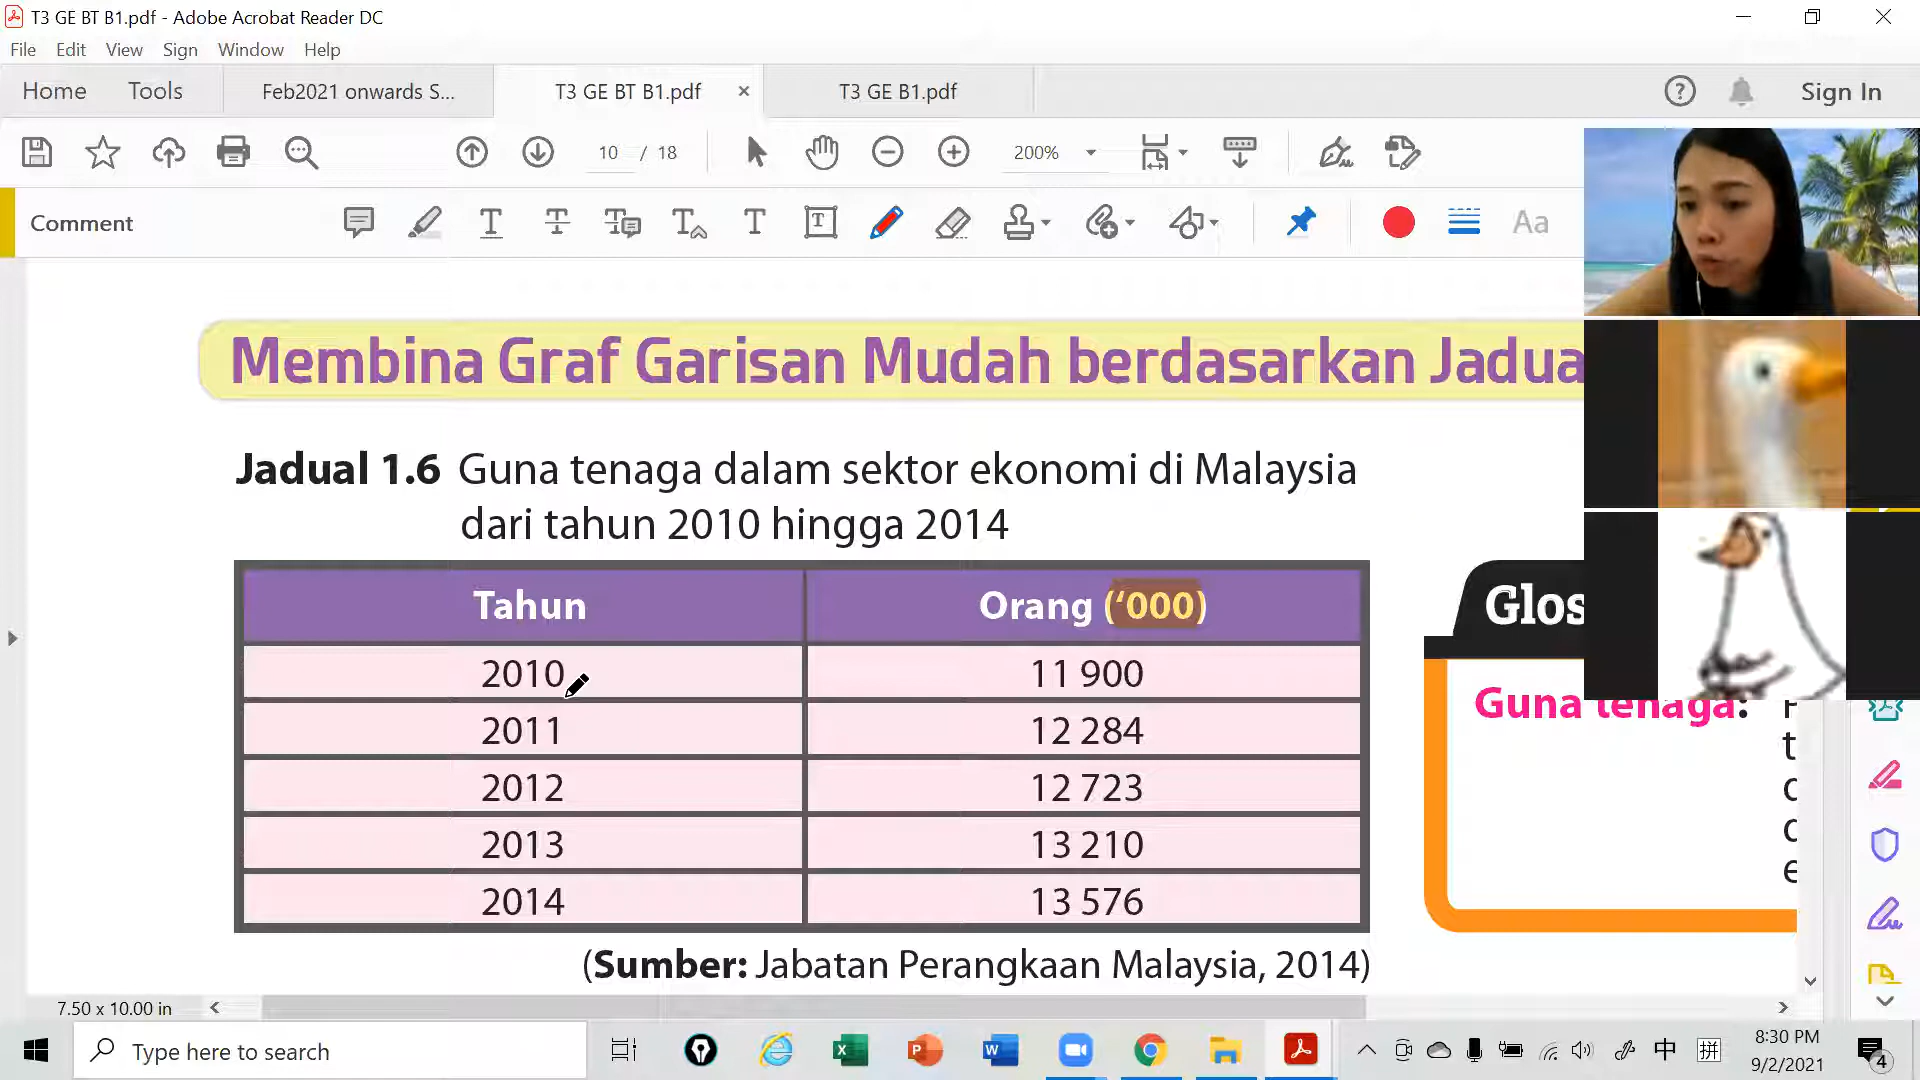 T3 GE BT B1.pdf - Adobe Acrobat Reader DC
File Edit View Sign Window Help
Home Tools Feb2021 onwards S... T3 GE BT B1.pdf × T3 GE B1.pdf Sign In
10 / 18 200%
Comment Aa
Membina Graf Garisan Mudah berdasarkan Jadua
Jadual 1.6 Guna tenaga dalam sektor ekonomi di Malaysia
dari tahun 2010 hingga 2014
Tahun Orang (‘000)
2010 11 900
2011 12 284
2012 12 723
2013 13 210
2014 13 576
(Sumber: Jabatan Perangkaan Malaysia, 2014)
Glos
Guna tenaga:
t
e
7.50 x 10.00 in
Type here to search
中 拼
8:30 PM
9/2/2021
4